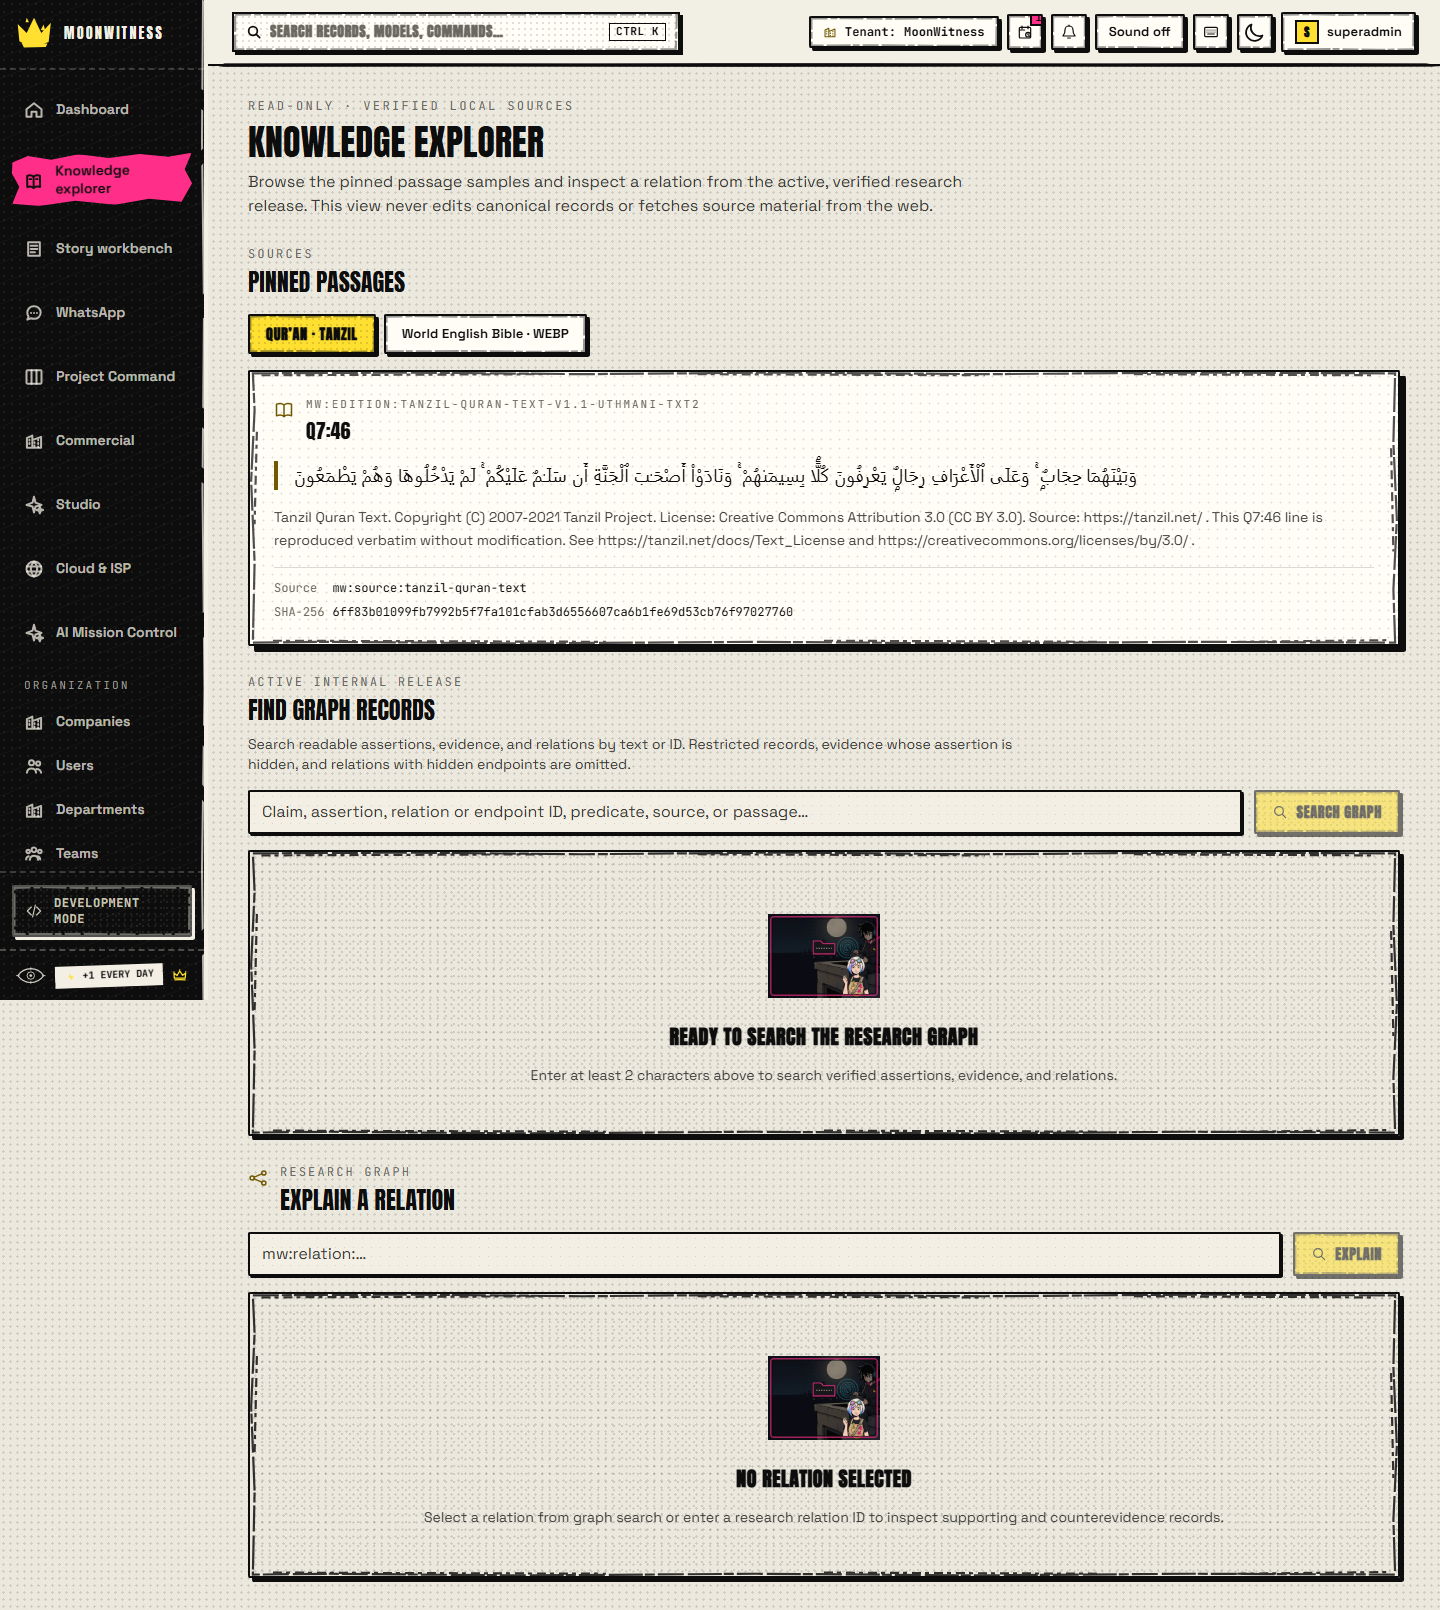 MOONWITNESS
SEARCH RECORDS, MODELS, COMMANDS...
CTRL K
Tenant: MoonWitness
Sound off
S
superadmin
Dashboard
Knowledge
explorer
Story workbench
WhatsApp
Project Command
Commercial
Studio
Cloud & ISP
AI Mission Control
ORGANIZATION
Companies
Users
Departments
Teams
DEVELOPMENT
MODE
+1 EVERY DAY
READ-ONLY · VERIFIED LOCAL SOURCES
KNOWLEDGE EXPLORER
Browse the pinned passage samples and inspect a relation from the active, verified research
release. This view never edits canonical records or fetches source material from the web.
SOURCES
PINNED PASSAGES
QUR'AN · TANZIL
World English Bible · WEBP
MW:EDITION:TANZIL-QURAN-TEXT-V1.1-UTHMANI-TXT2
Q7:46
وَبَيْنَهُمَا حِجَابٌۭ ۚ وَعَلَى ٱلْأَعْرَافِ رِجَالٌۭ يَعْرِفُونَ كُلًّۢا بِسِيمَىٰهُمْ ۚ وَنَادَوْا۟ أَصْحَـٰبَ ٱلْجَنَّةِ أَن سَلَـٰمٌ عَلَيْكُمْ ۚ لَمْ يَدْخُلُوهَا وَهُمْ يَطْمَعُونَ
Tanzil Quran Text. Copyright (C) 2007-2021 Tanzil Project. License: Creative Commons Attribution 3.0 (CC BY 3.0). Source: https://tanzil.net/ . This Q7:46 line is
reproduced verbatim without modification. See https://tanzil.net/docs/Text_License and https://creativecommons.org/licenses/by/3.0/ .
Source mw:source:tanzil-quran-text
SHA-256 6ff83b01099fb7992b5f7fa101cfab3d6556607ca6b1fe69d53cb76f97027760
ACTIVE INTERNAL RELEASE
FIND GRAPH RECORDS
Search readable assertions, evidence, and relations by text or ID. Restricted records, evidence whose assertion is
hidden, and relations with hidden endpoints are omitted.
Claim, assertion, relation or endpoint ID, predicate, source, or passage...
SEARCH GRAPH
READY TO SEARCH THE RESEARCH GRAPH
Enter at least 2 characters above to search verified assertions, evidence, and relations.
RESEARCH GRAPH
EXPLAIN A RELATION
mw:relation:...
EXPLAIN
NO RELATION SELECTED
Select a relation from graph search or enter a research relation ID to inspect supporting and counterevidence records.